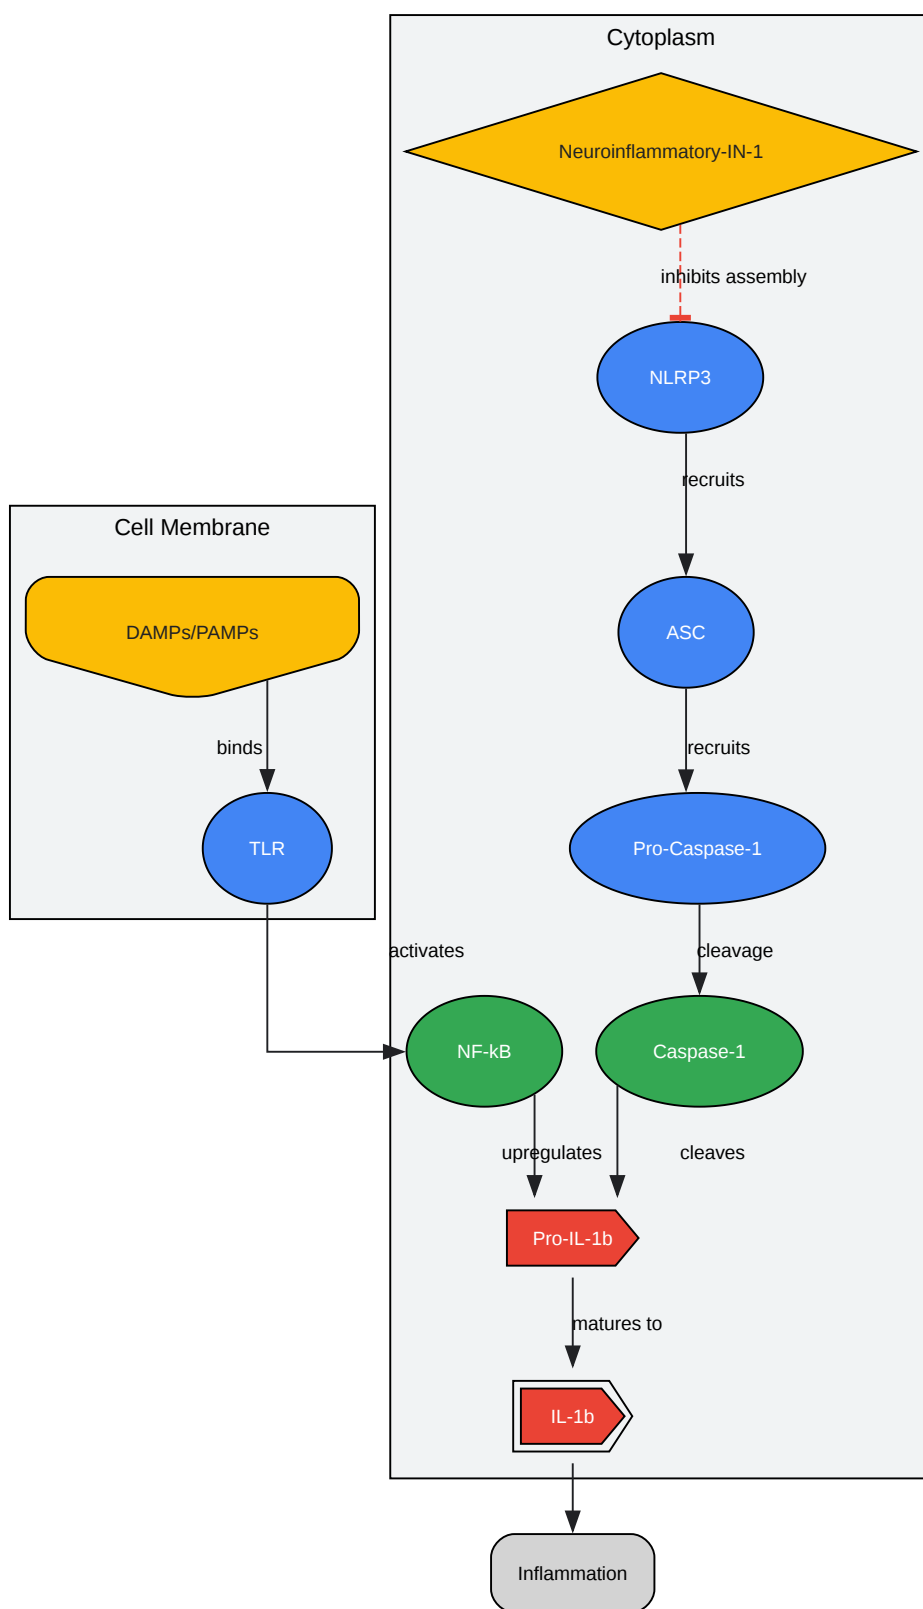 Cytoplasm
Neuroinflammatory-IN-1
inhibits assembly
NLRP3
recruits
Cell Membrane
DAMPs/PAMPs
ASC
binds
recruits
TLR
Pro-Caspase-1
activates
cleavage
NF-kB
Caspase-1
upregulates
cleaves
Pro-IL-1b
matures to
IL-1b
Inflammation